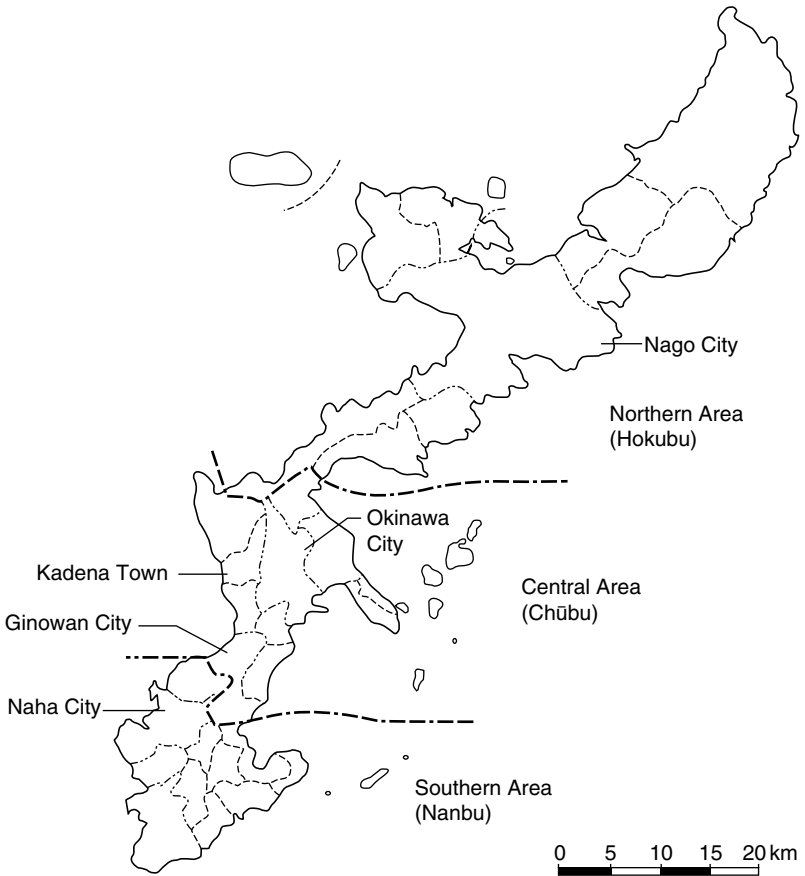 Nago City
Northern Area
(Hokubu)
Okinawa
City
Kadena Town
Central Area
(Chūbu)
Ginowan City
Naha City
Southern Area
(Nanbu)
0 5 10 15 20 km